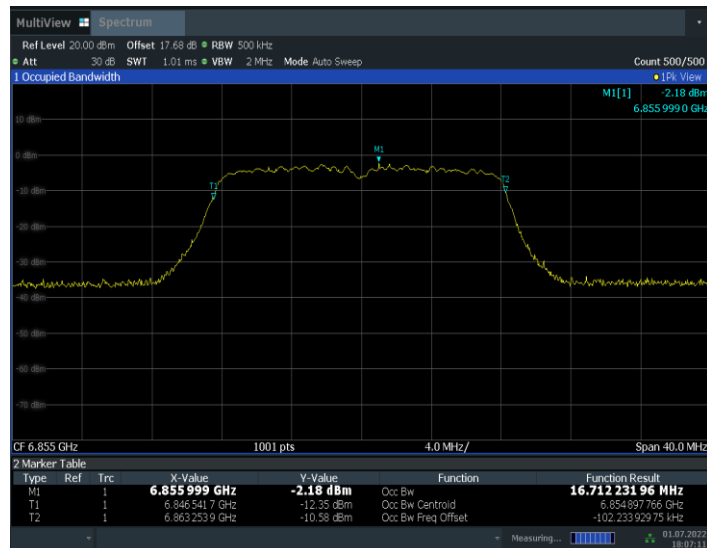 MultiView Spectrum
Ref Level 20.00 dBm Offset 17.68 dB RBW 500 kHz
Att 30 dB SWT 1.01 ms VBW 2 MHz Mode Auto Sweep Count 500/500
1 Occupied Bandwidth 1Pk View
M1[1] -2.18 dBm
6.855 999 0 GHz
10 dBm
M1
0 dBm
T1 T2
-10 dBm
-20 dBm
-30 dBm
-40 dBm
-50 dBm
-60 dBm
-70 dBm
CF 6.855 GHz 1001 pts 4.0 MHz/ Span 40.0 MHz
2 Marker Table
Type Ref Trc X-Value Y-Value Function Function Result
M1 1 6.855 999 GHz -2.18 dBm Occ Bw 16.712 231 96 MHz
T1 1 6.846 541 7 GHz -12.35 dBm Occ Bw Centroid 6.854 897 766 GHz
T2 1 6.863 253 9 GHz -10.58 dBm Occ Bw Freq Offset -102.233 929 75 kHz
Measuring... 01.07.2022
18:07:11